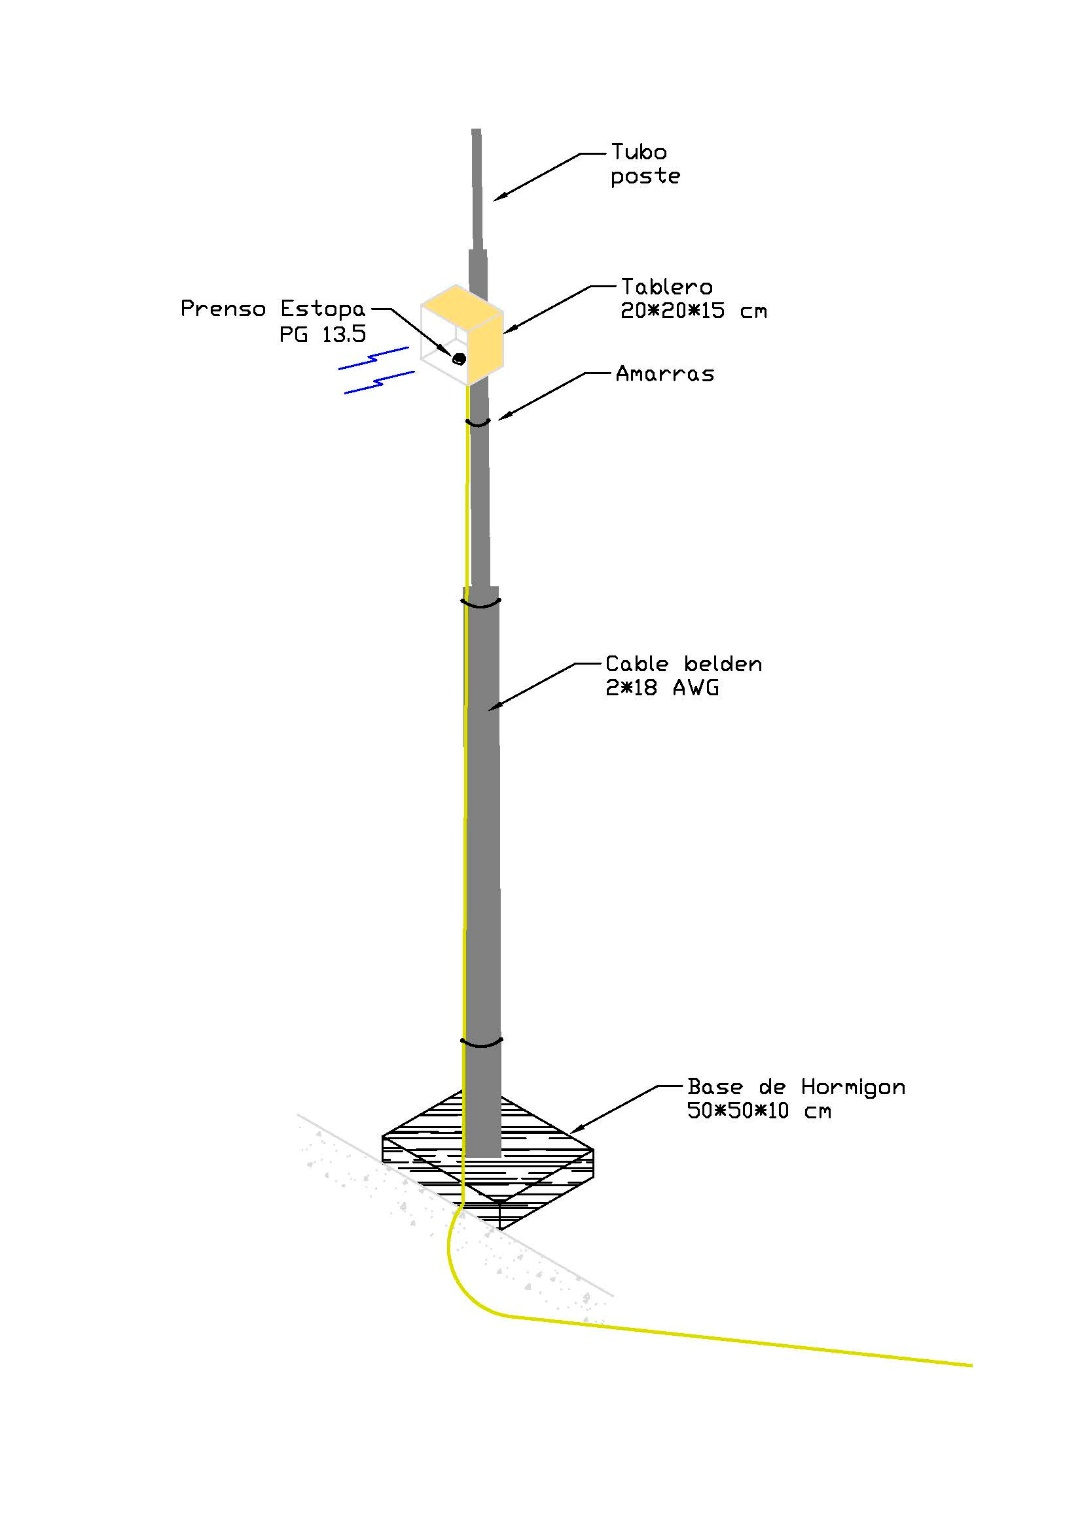 Tubo
poste
Tablero
20*20*15 cm
Prenso Estopa
PG 13.5
Amarras
Cable belden
2*18 AWG
Base de Hormigon
50*50*10 cm